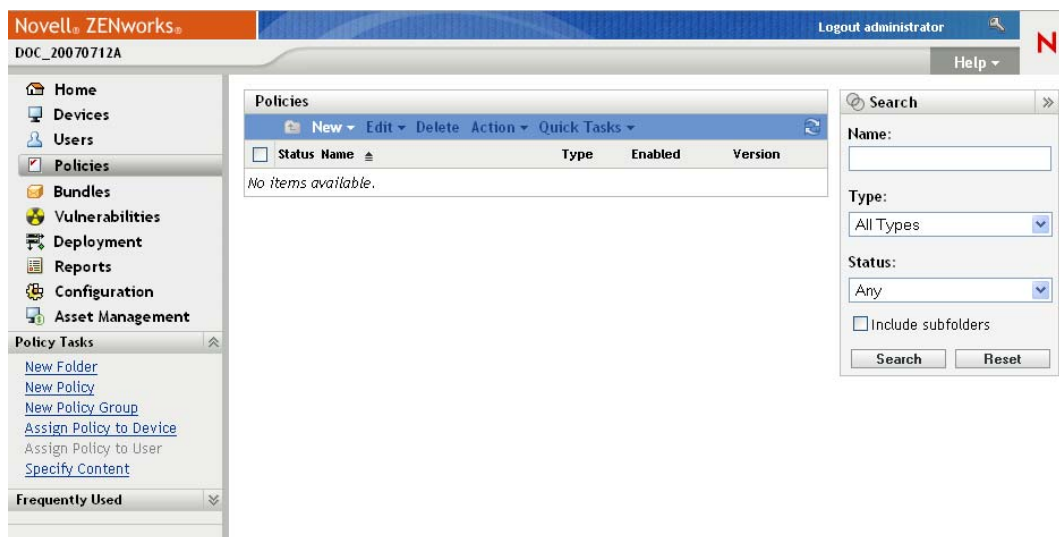 Novell® ZENworks®
Logout administrator
N
DOC_20070712A
Help
Home
Devices
Users
Policies
Bundles
Vulnerabilities
Deployment
Reports
Configuration
Asset Management
Policy Tasks
New Folder
New Policy
New Policy Group
Assign Policy to Device
Assign Policy to User
Specify Content
Frequently Used
Policies
New Edit Delete Action Quick Tasks
Status Name Type Enabled Version
No items available.
Search
Name:
Type:
All Types
Status:
Any
Include subfolders
Search Reset